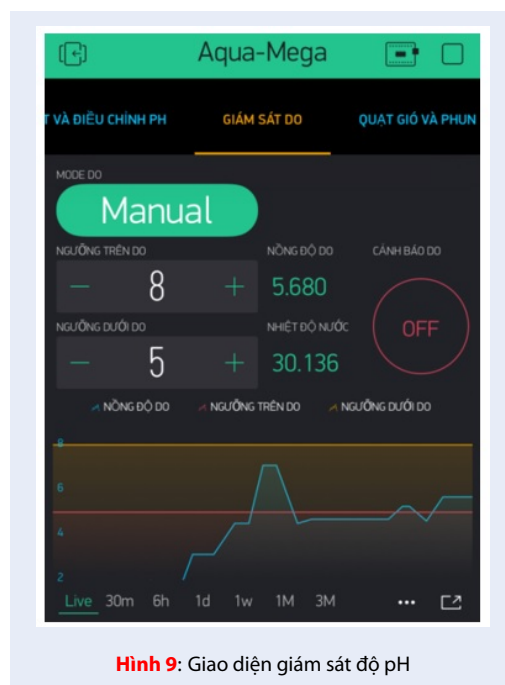 Aqua-Mega
T VÀ ĐIỀU CHỈNH PH GIÁM SÁT DO QUẠT GIÓ VÀ PHUN
MODE DO
Manual
NGƯỠNG TRÊN DO NỒNG ĐỘ DO CẢNH BÁO DO
− 8 + 5.680
OFF
NGƯỠNG DƯỚI DO NHIỆT ĐỘ NƯỚC
− 5 + 30.136
NỒNG ĐỘ DO NGƯỠNG TRÊN DO NGƯỠNG DƯỚI DO
8
6
4
2
Live 30m 6h 1d 1w 1M 3M ...
Hình 9: Giao diện giám sát độ pH